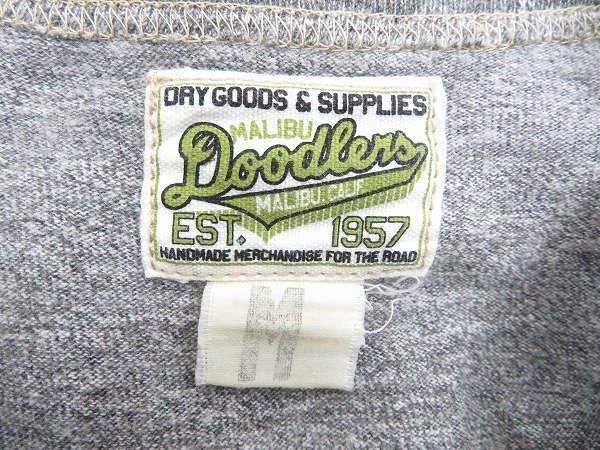 DRY GOODS & SUPPLIES
MALIBU
Doodlers
MALIBU, CALIF
EST. 1957
HANDMADE MERCHANDISE FOR THE ROAD
M